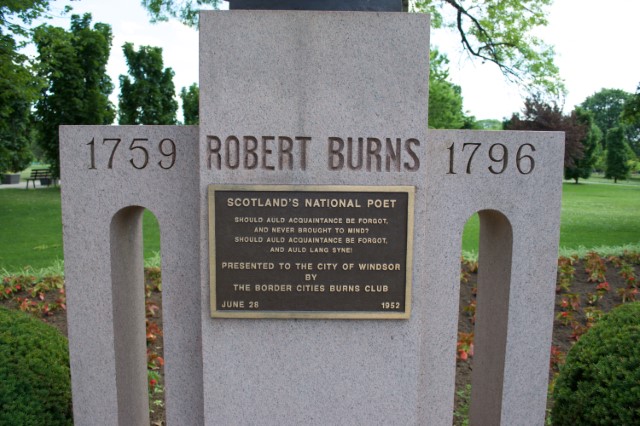 1759 ROBERT BURNS 1796
SCOTLAND'S NATIONAL POET
SHOULD AULD ACQUAINTANCE BE FORGOT,
AND NEVER BROUGHT TO MIND?
SHOULD AULD ACQUAINTANCE BE FORGOT,
AND AULD LANG SYNE!
PRESENTED TO THE CITY OF WINDSOR
BY
THE BORDER CITIES BURNS CLUB
JUNE 28 1952